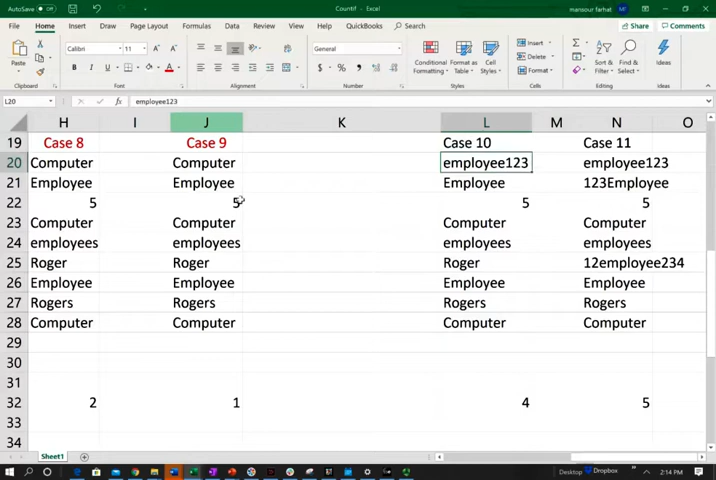 AutoSave Off
Countif - Excel
mansour farhat
MF
File Home Insert Draw Page Layout Formulas Data Review View Help QuickBooks Search Share Comments
Paste
Calibri 11
General
B I U
Conditional Formatting
Format as Table
Cell Styles
Insert
Delete
Format
Sort & Filter
Find & Select
Ideas
Clipboard Font Alignment Number Styles Cells Editing Ideas
L20 fx employee123
H I J K L M N O
19 Case 8 Case 9 Case 10 Case 11
20 Computer Computer employee123 employee123
21 Employee Employee Employee 123Employee
22 5 5 5 5
23 Computer Computer Computer Computer
24 employees employees employees employees
25 Roger Roger Roger 12employee234
26 Employee Employee Employee Employee
27 Rogers Rogers Rogers Rogers
28 Computer Computer Computer Computer
29
30
31
32 2 1 4 5
33
34
Sheet1
Desktop Dropbox 2:14 PM